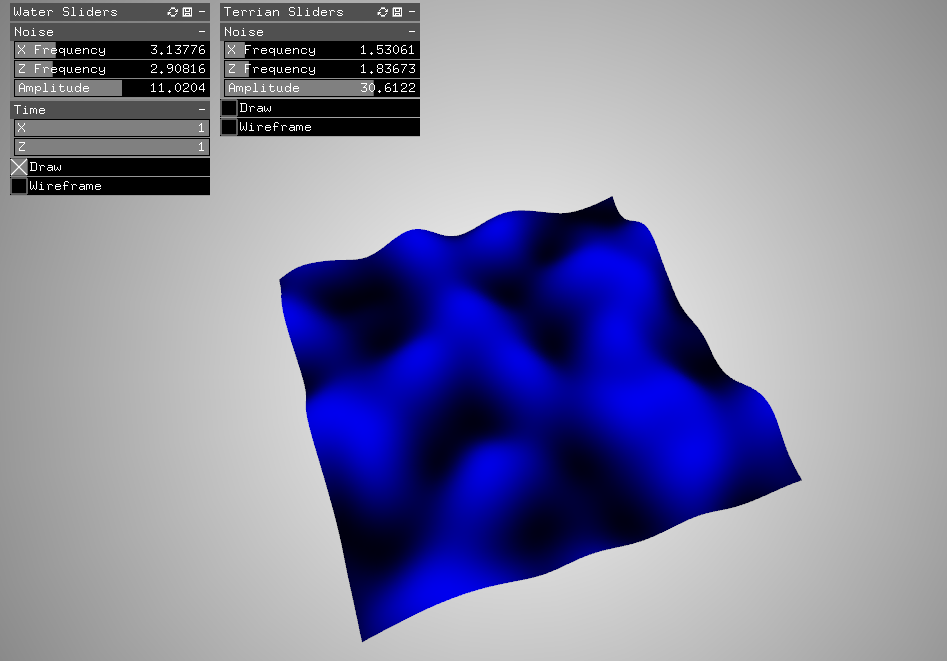 Water Sliders
Noise
X Frequency 3.13776
Z Frequency 2.90816
Amplitude 11.0204
Time
X 1
Z 1
Draw
Wireframe
Terrian Sliders
Noise
X Frequency 1.53061
Z Frequency 1.83673
Amplitude 30.6122
Draw
Wireframe